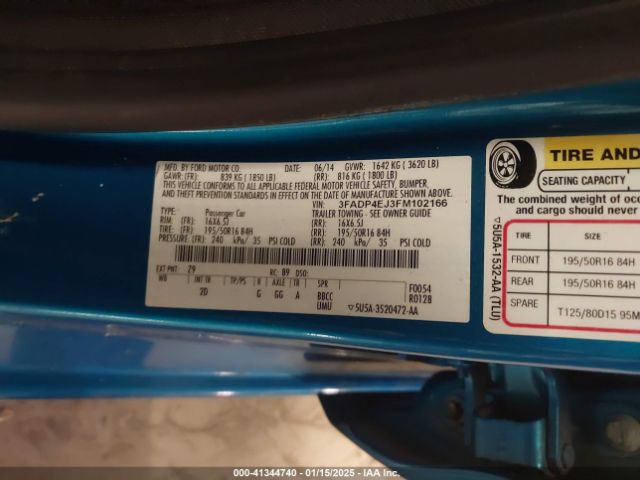 MFD. BY FORD MOTOR CO. DATE: 06/14 GVWR: 1642 KG ( 3620 LB)
GAWR: (FR): 839 KG ( 1850 LB) (RR): 816 KG ( 1800 LB)
THIS VEHICLE CONFORMS TO ALL APPLICABLE FEDERAL MOTOR VEHICLE SAFETY, BUMPER,
AND THEFT PREVENTION STANDARDS IN EFFECT ON THE DATE OF MANUFACTURE SHOWN ABOVE.
VIN: 3FADP4EJ3FM102166
TYPE: Passenger Car TRAILER TOWING - SEE OWNER GUIDE
RIM: (FR): 16X6.5J (RR): 16X6.5J
TIRE: (FR): 195/50R16 84H (RR): 195/50R16 84H
PRESSURE: (FR): 240 kPa/ 35 PSI COLD (RR): 240 kPa/ 35 PSI COLD
EXT PNT: Z9 RC: 89 DSO:
WB INT TR TP/PS R AXLE TR SPR F0054
2D G GG A BBCC R0128
UMU ▽5U5A-3520472-AA
TIRE AND
SEATING CAPACITY
The combined weight of occ
and cargo should never
TIRE SIZE
FRONT 195/50R16 84H
REAR 195/50R16 84H
SPARE T125/80D15 95M
▽5U5A-1532-AA (TLU)
000-41344740 — 01/15/2025 — IAA Inc.